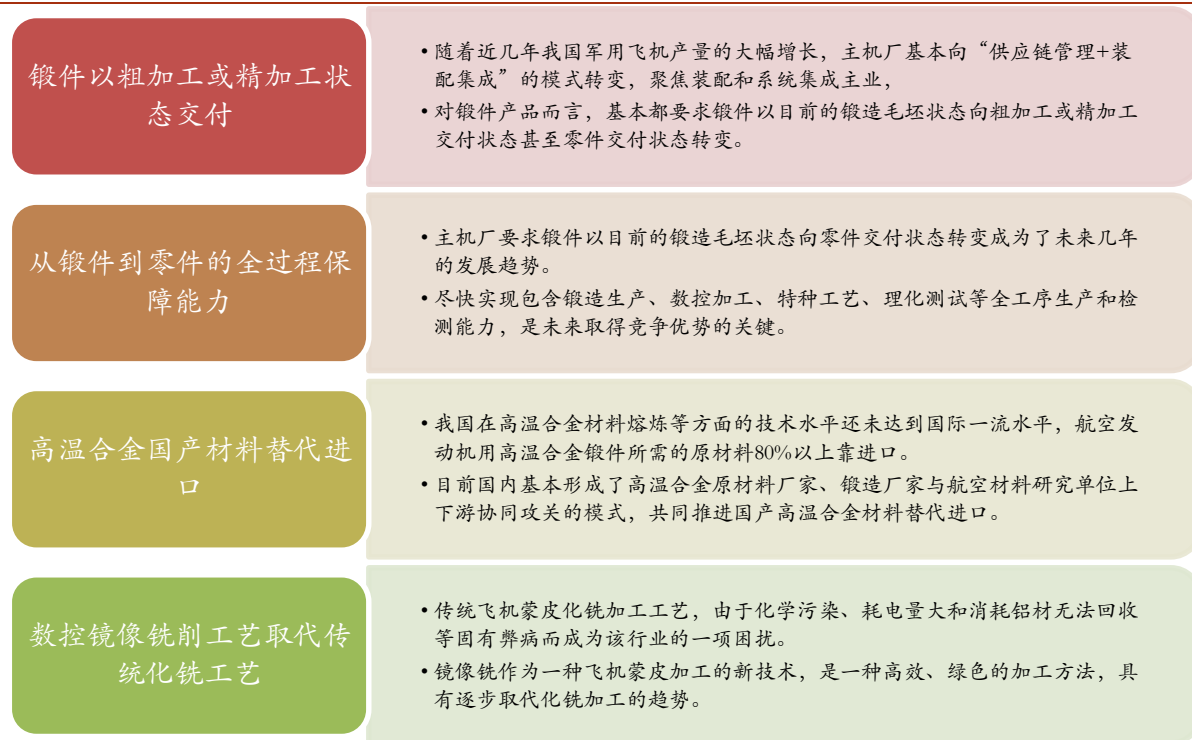 锻件以粗加工或精加工状
态交付
•随着近几年我国军用飞机产量的大幅增长，主机厂基本向“供应链管理+装
配集成”的模式转变，聚焦装配和系统集成主业，
•对锻件产品而言，基本都要求锻件以目前的锻造毛坯状态向粗加工或精加工
交付状态甚至零件交付状态转变。
从锻件到零件的全过程保
障能力
•主机厂要求锻件以目前的锻造毛坯状态向零件交付状态转变成为了未来几年
的发展趋势。
•尽快实现包含锻造生产、数控加工、特种工艺、理化测试等全工序生产和检
测能力，是未来取得竞争优势的关键。
高温合金国产材料替代进
口
•我国在高温合金材料熔炼等方面的技术水平还未达到国际一流水平，航空发
动机用高温合金锻件所需的原材料80%以上靠进口。
•目前国内基本形成了高温合金原材料厂家、锻造厂家与航空材料研究单位上
下游协同攻关的模式，共同推进国产高温合金材料替代进口。
数控镜像铣削工艺取代传
统化铣工艺
•传统飞机蒙皮化铣加工工艺，由于化学污染、耗电量大和消耗铝材无法回收
等固有弊病而成为该行业的一项困扰。
•镜像铣作为一种飞机蒙皮加工的新技术，是一种高效、绿色的加工方法，具
有逐步取代化铣加工的趋势。